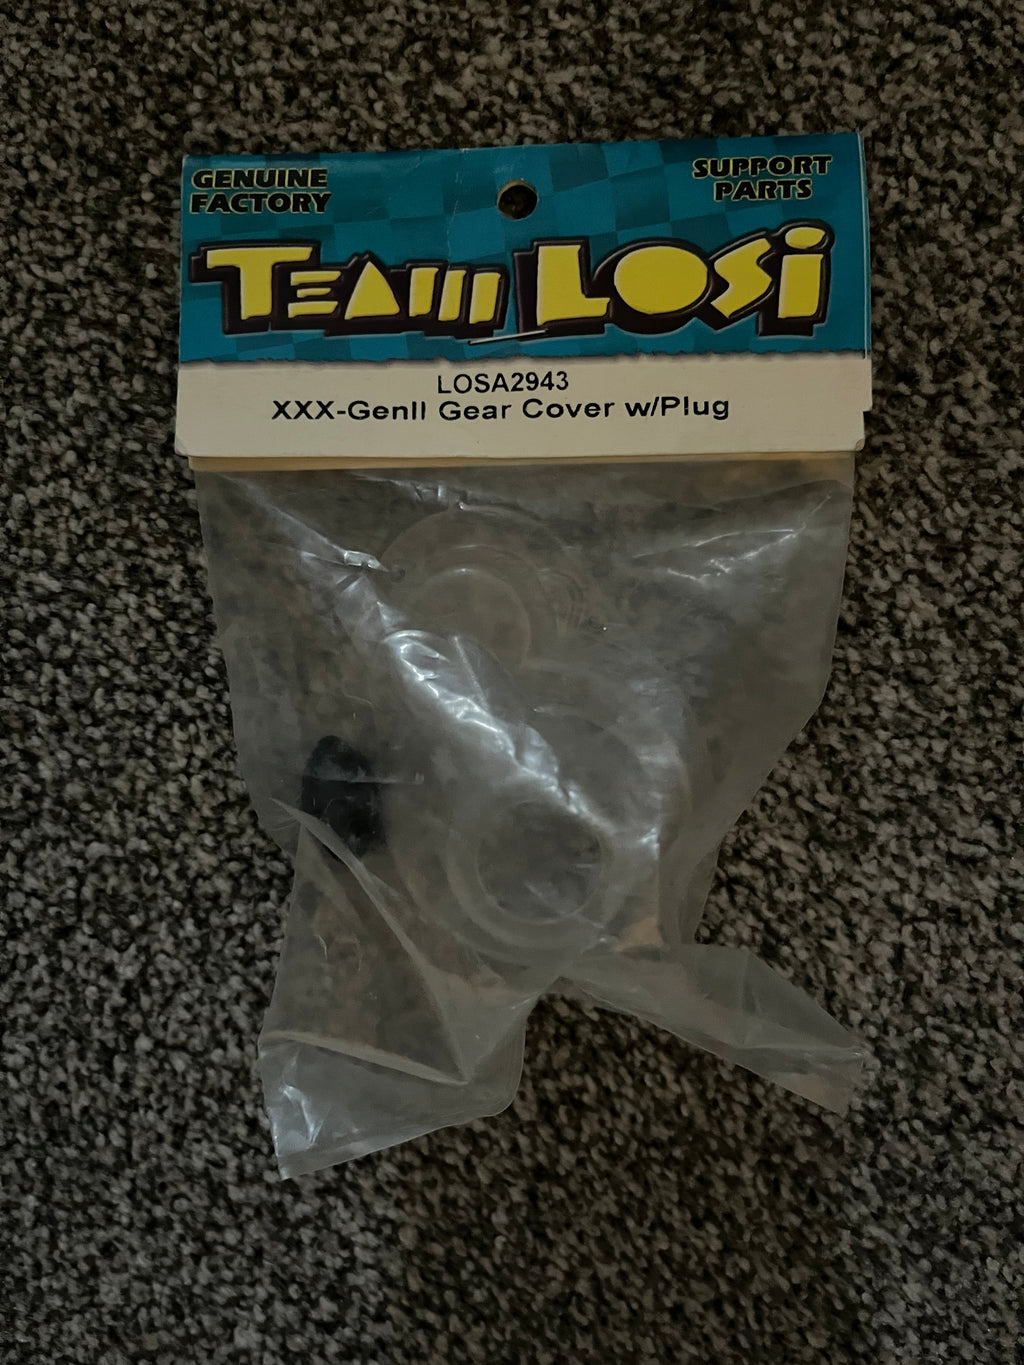 GENUINE
FACTORY
SUPPORT
PARTS
TEAM LOSi
LOSA2943
XXX-GenII Gear Cover w/Plug